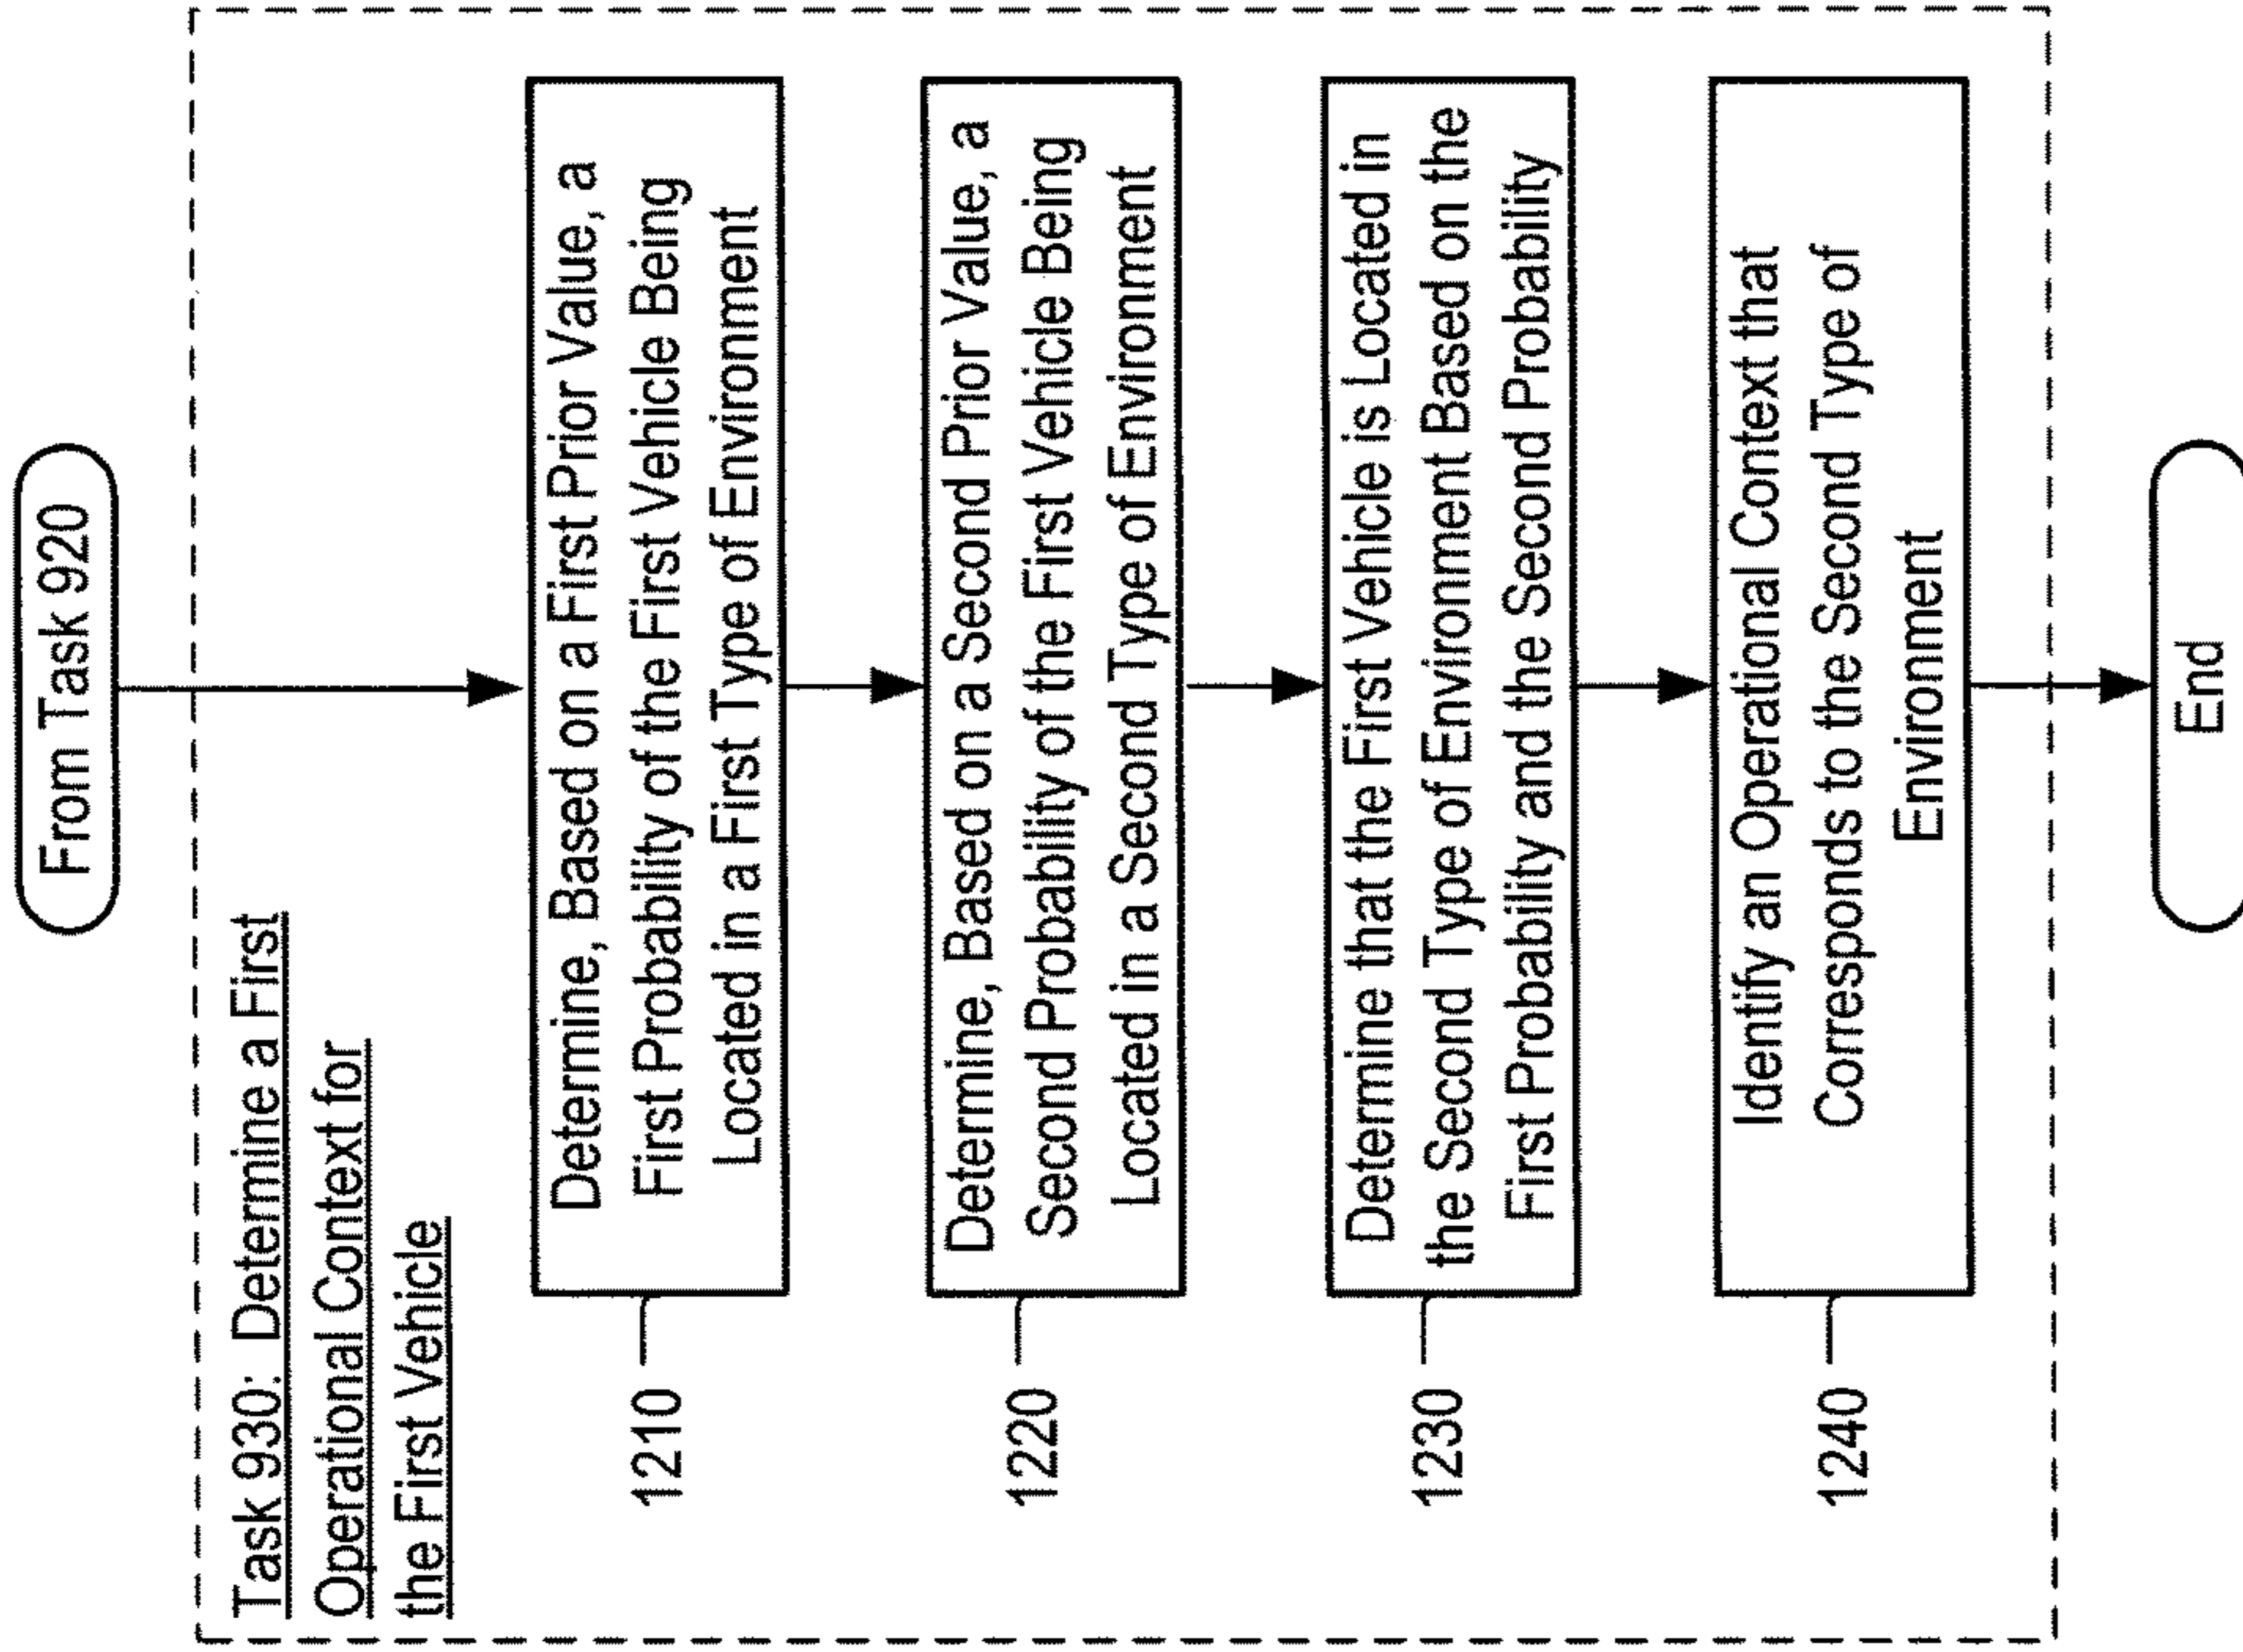 From Task 920
Task 930: Determine a First
Operational Context for
the First Vehicle
1210
Determine, Based on a First Prior Value, a
First Probability of the First Vehicle Being
Located in a First Type of Environment
1220
Determine, Based on a Second Prior Value, a
Second Probability of the First Vehicle Being
Located in a Second Type of Environment
1230
Determine that the First Vehicle is Located in
the Second Type of Environment Based on the
First Probability and the Second Probability
1240
Identify an Operational Context that
Corresponds to the Second Type of
Environment
End